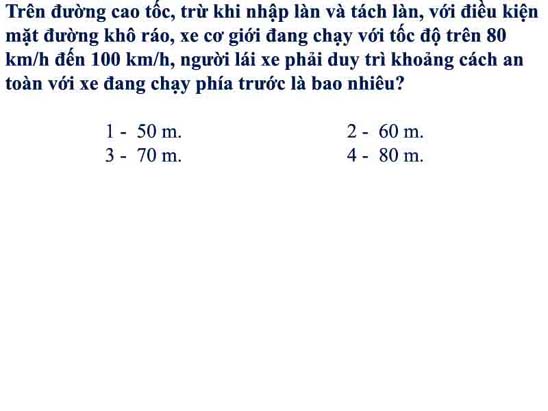 Trên đường cao tốc, trừ khi nhập làn và tách làn, với điều kiện
mặt đường khô ráo, xe cơ giới đang chạy với tốc độ trên 80
km/h đến 100 km/h, người lái xe phải duy trì khoảng cách an
toàn với xe đang chạy phía trước là bao nhiêu?
1 - 50 m. 2 - 60 m.
3 - 70 m. 4 - 80 m.